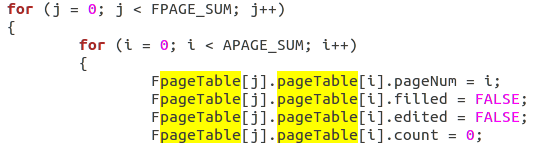 for (j = 0; j < FPAGE_SUM; j++)
{
for (i = 0; i < APAGE_SUM; i++)
{
FpageTable[j].pageTable[i].pageNum = i;
FpageTable[j].pageTable[i].filled = FALSE;
FpageTable[j].pageTable[i].edited = FALSE;
FpageTable[j].pageTable[i].count = 0;